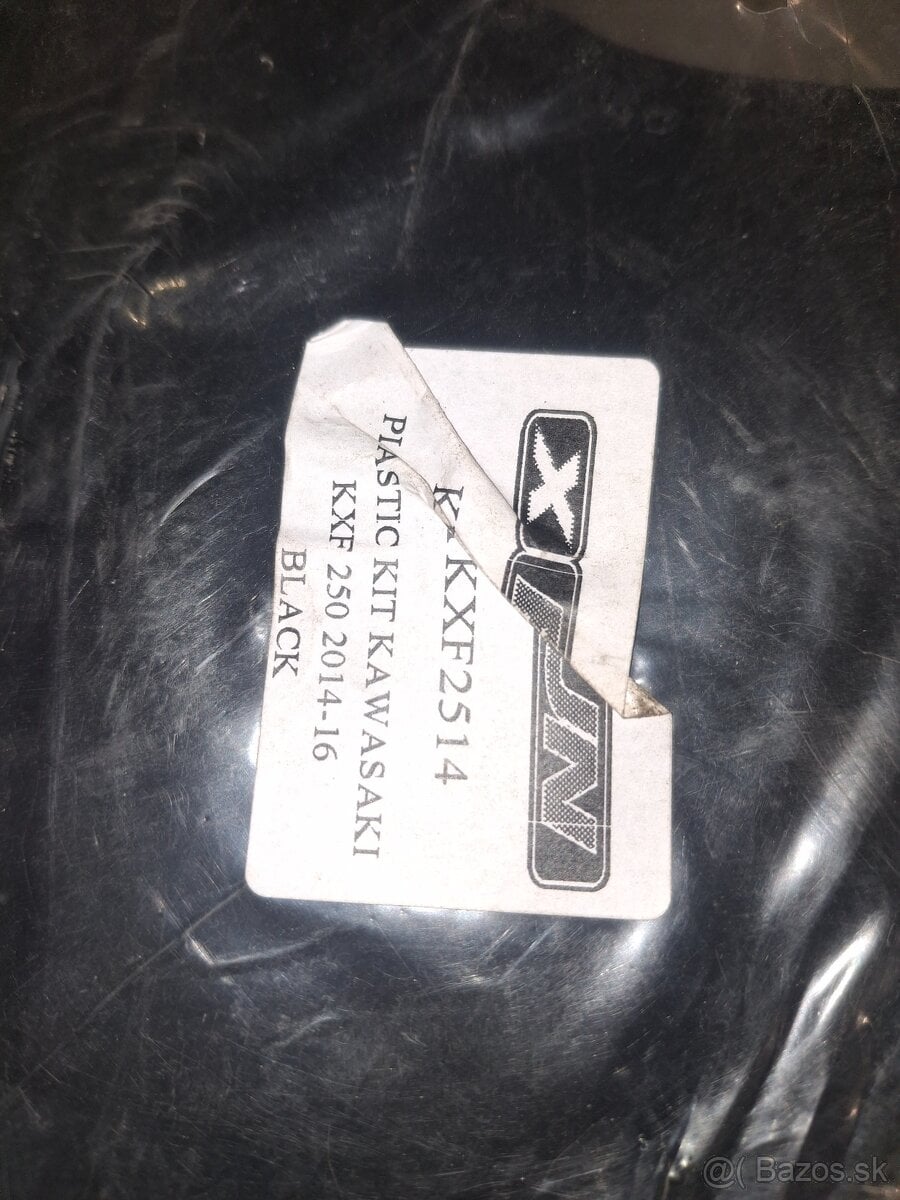 X
KXF2514
PlASTIC KIT KAWASAKI
KXF 250 2014-16
BLACK
@( Bazos.sk